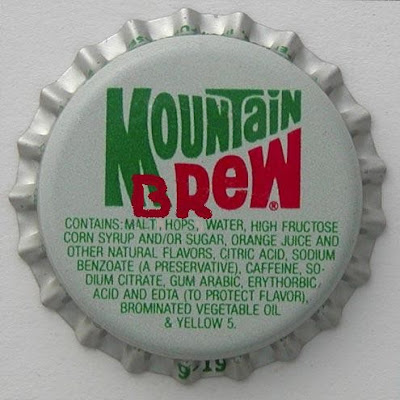 MOUNTAIN
BREW®
CONTAINS: MALT, HOPS, WATER, HIGH FRUCTOSE
CORN SYRUP AND/OR SUGAR, ORANGE JUICE AND
OTHER NATURAL FLAVORS, CITRIC ACID, SODIUM
BENZOATE (A PRESERVATIVE), CAFFEINE, SO-
DIUM CITRATE, GUM ARABIC, ERYTHORBIC
ACID AND EDTA (TO PROTECT FLAVOR),
BROMINATED VEGETABLE OIL
& YELLOW 5.
9-19